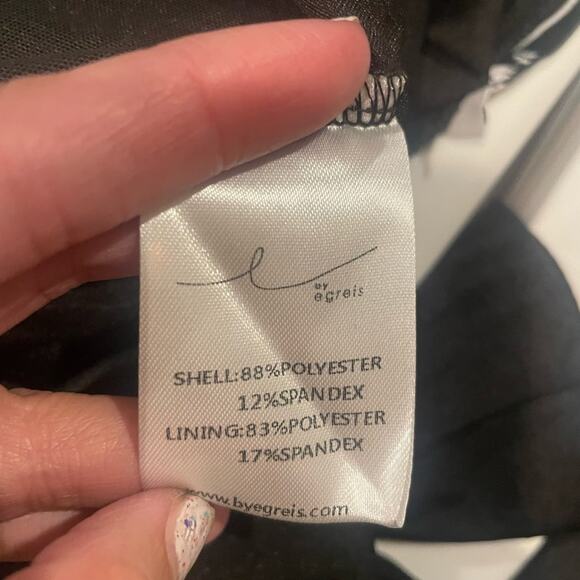 by
egreis
SHELL:88%POLYESTER
12%SPANDEX
LINING:83%POLYESTER
17%SPANDEX
www.byegreis.com